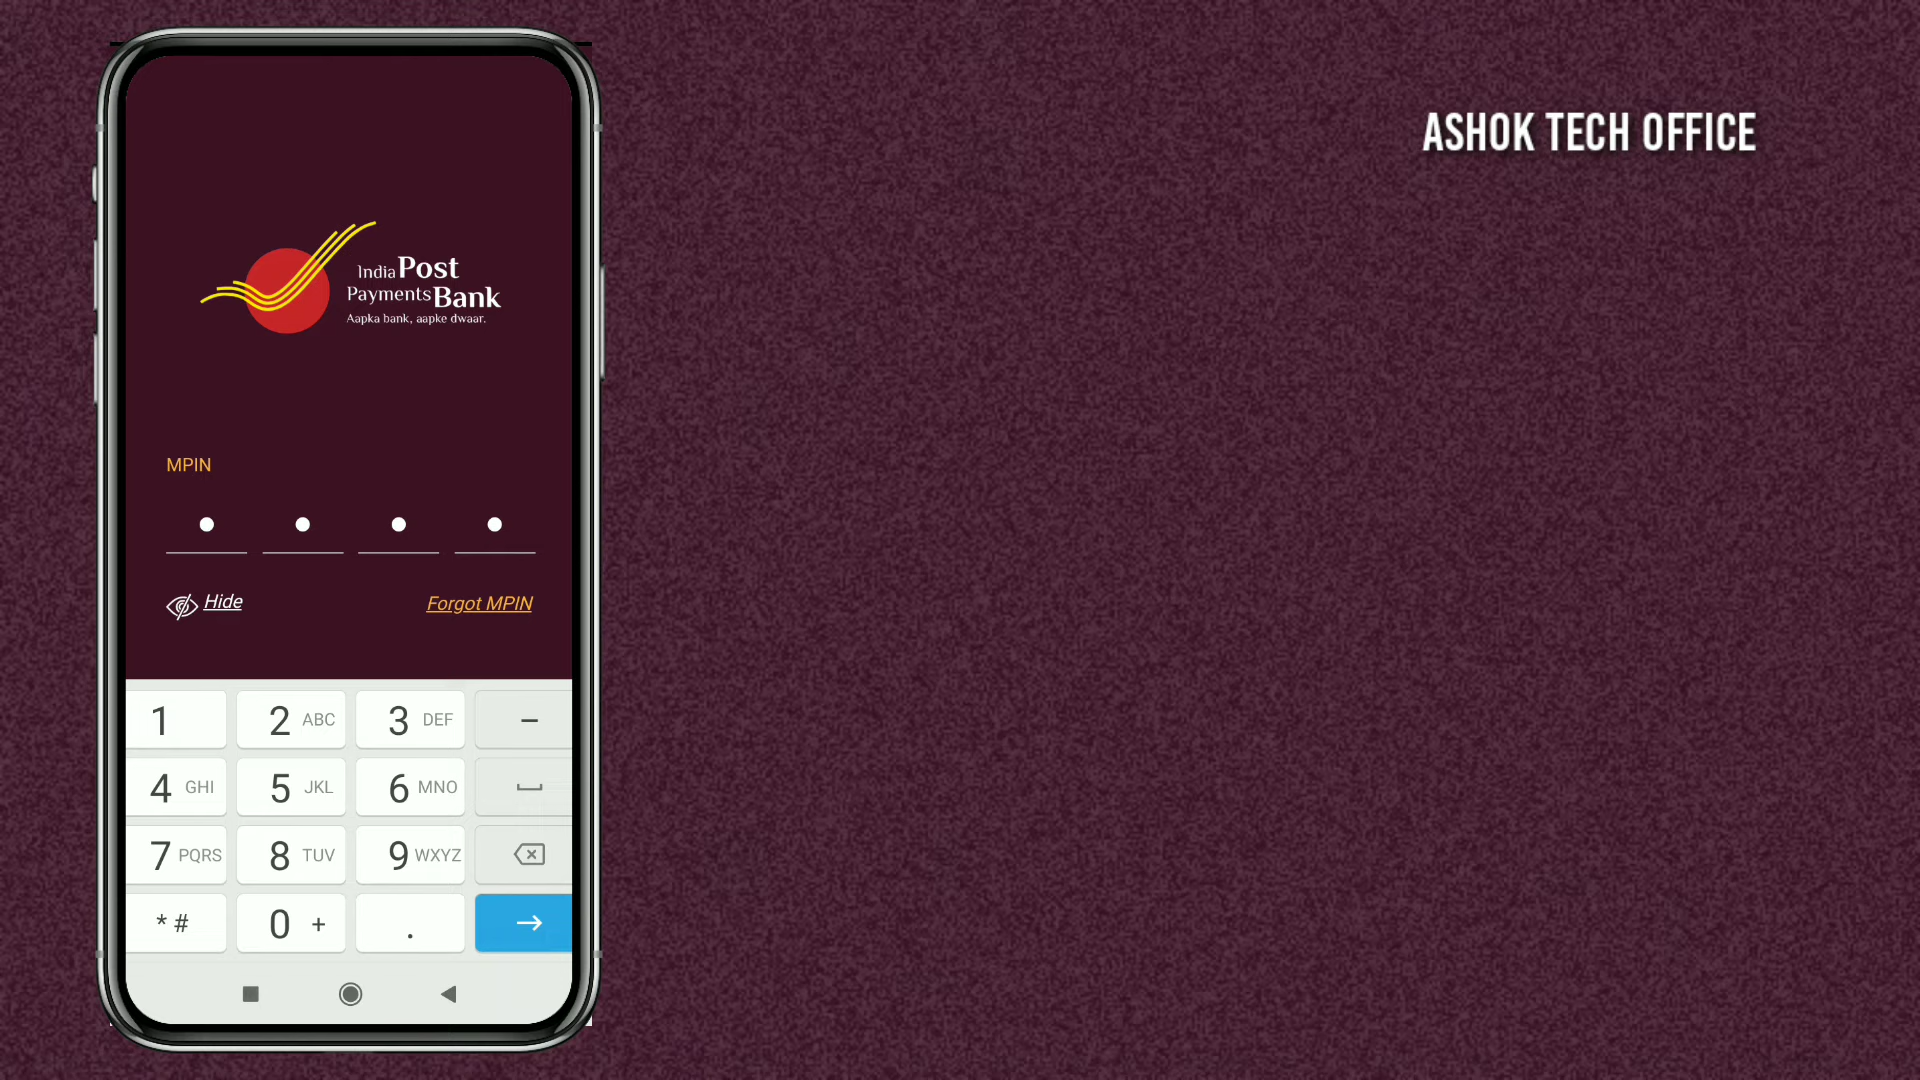 ASHOK TECH OFFICE
India Post
Payments Bank
Aapka bank, aapke dwaar.
MPIN
Hide
Forgot MPIN
1 2 ABC 3 DEF -
4 GHI 5 JKL 6 MNO
7 PQRS 8 TUV 9 WXYZ
* # 0 + .